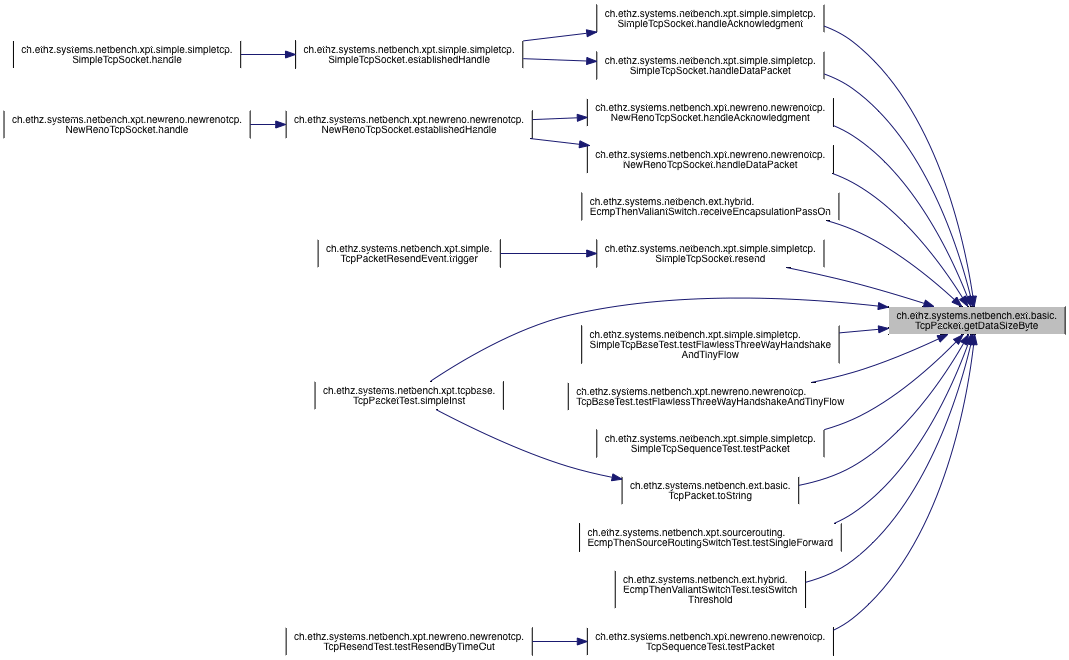 ch.ethz.systems.netbench.xpt.simple.simpletcp.
SimpleTcpSocket.handleAcknowledgment
ch.ethz.systems.netbench.xpt.simple.simpletcp.
SimpleTcpSocket.handle
ch.ethz.systems.netbench.xpt.simple.simpletcp.
SimpleTcpSocket.establishedHandle
ch.ethz.systems.netbench.xpt.simple.simpletcp.
SimpleTcpSocket.handleDataPacket
ch.ethz.systems.netbench.xpt.newreno.newrenotcp.
NewRenoTcpSocket.handle
ch.ethz.systems.netbench.xpt.newreno.newrenotcp.
NewRenoTcpSocket.establishedHandle
ch.ethz.systems.netbench.xpt.newreno.newrenotcp.
NewRenoTcpSocket.handleAcknowledgment
ch.ethz.systems.netbench.xpt.newreno.newrenotcp.
NewRenoTcpSocket.handleDataPacket
ch.ethz.systems.netbench.ext.hybrid.
EcmpThenValiantSwitch.receiveEncapsulationPassOn
ch.ethz.systems.netbench.xpt.simple.
TcpPacketResendEvent.trigger
ch.ethz.systems.netbench.xpt.simple.simpletcp.
SimpleTcpSocket.resend
ch.ethz.systems.netbench.ext.basic.
TcpPacket.getDataSizeByte
ch.ethz.systems.netbench.xpt.simple.simpletcp.
SimpleTcpBaseTest.testFlawlessThreeWayHandshake
AndTinyFlow
ch.ethz.systems.netbench.xpt.tcpbase.
TcpPacketTest.simpleInst
ch.ethz.systems.netbench.xpt.newreno.newrenotcp.
TcpBaseTest.testFlawlessThreeWayHandshakeAndTinyFlow
ch.ethz.systems.netbench.xpt.simple.simpletcp.
SimpleTcpSequenceTest.testPacket
ch.ethz.systems.netbench.ext.basic.
TcpPacket.toString
ch.ethz.systems.netbench.xpt.sourcerouting.
EcmpThenSourceRoutingSwitchTest.testSingleForward
ch.ethz.systems.netbench.ext.hybrid.
EcmpThenValiantSwitchTest.testSwitch
Threshold
ch.ethz.systems.netbench.xpt.newreno.newrenotcp.
TcpResendTest.testResendByTimeOut
ch.ethz.systems.netbench.xpt.newreno.newrenotcp.
TcpSequenceTest.testPacket